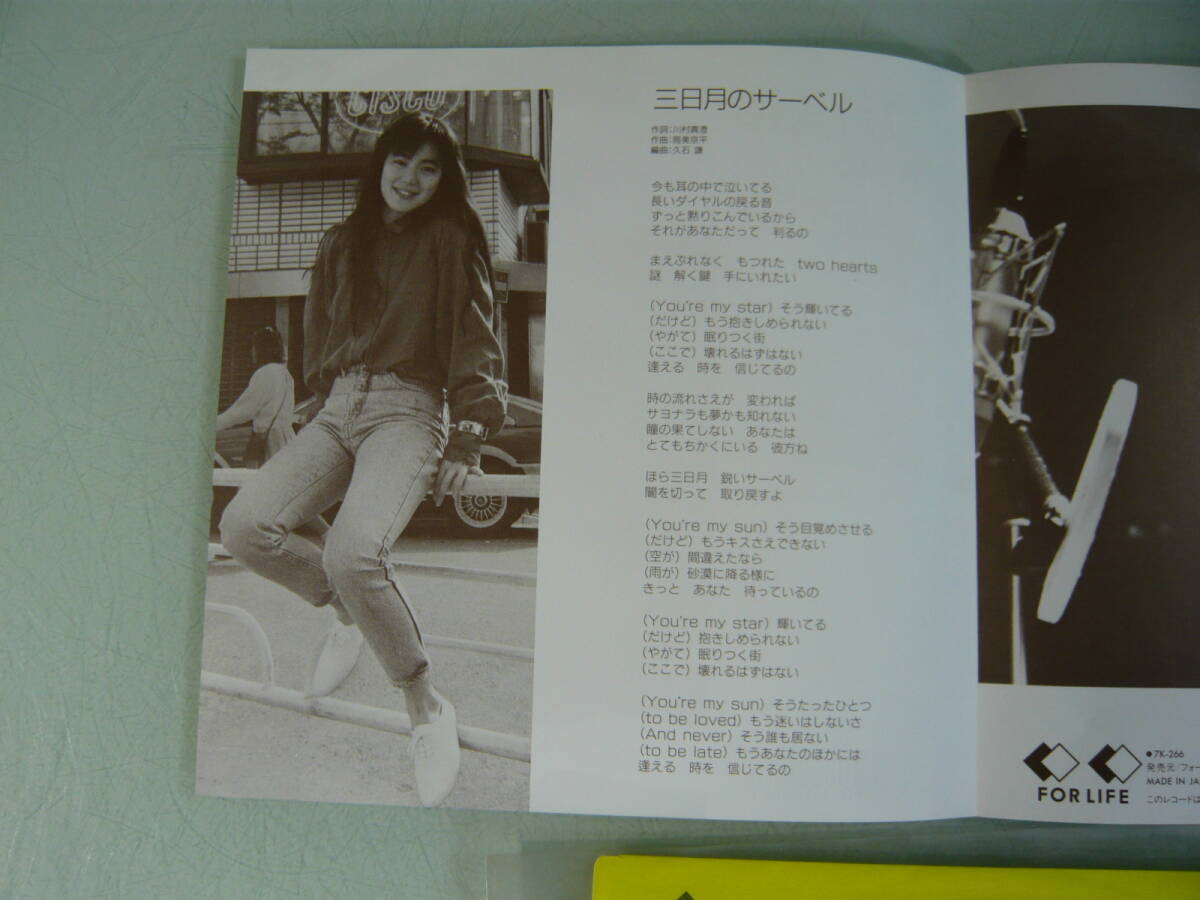 CISCO
三日月のサーベル
作詞:川村真澄
作曲:筒美京平
編曲:久石 譲
今も耳の中で泣いてる
長いダイヤルの戻る音
ずっと黙りこんでいるから
それがあなただって 判るの
まえぶれなく もつれた two hearts
謎 解く鍵 手にいれたい
(You're my star) そう輝いてる
(だけど) もう抱きしめられない
(やがて) 眠りつく街
(ここで) 壊れるはずはない
逢える 時を 信じてるの
時の流れさえが 変われば
サヨナラも夢かも知れない
瞳の果てしない あなたは
とてもちかくにいる 彼方ね
ほら三日月 鋭いサーベル
闇を切って 取り戻すよ
(You're my sun) そう目覚めさせる
(だけど) もうキスさえできない
(空が) 間違えたなら
(雨が) 砂漠に降る様に
きっと あなた 待っているの
(You're my star) 輝いてる
(だけど) 抱きしめられない
(やがて) 眠りつく街
(ここで) 壊れるはずはない
(You're my sun) そうたったひとつ
(to be loved) もう迷いはしないさ
(And never) そう誰も居ない
(to be late) もうあなたのほかには
逢える 時を 信じてるの
FOR LIFE
●7K-266
発売元/フォー
MADE IN JA
このレコードは